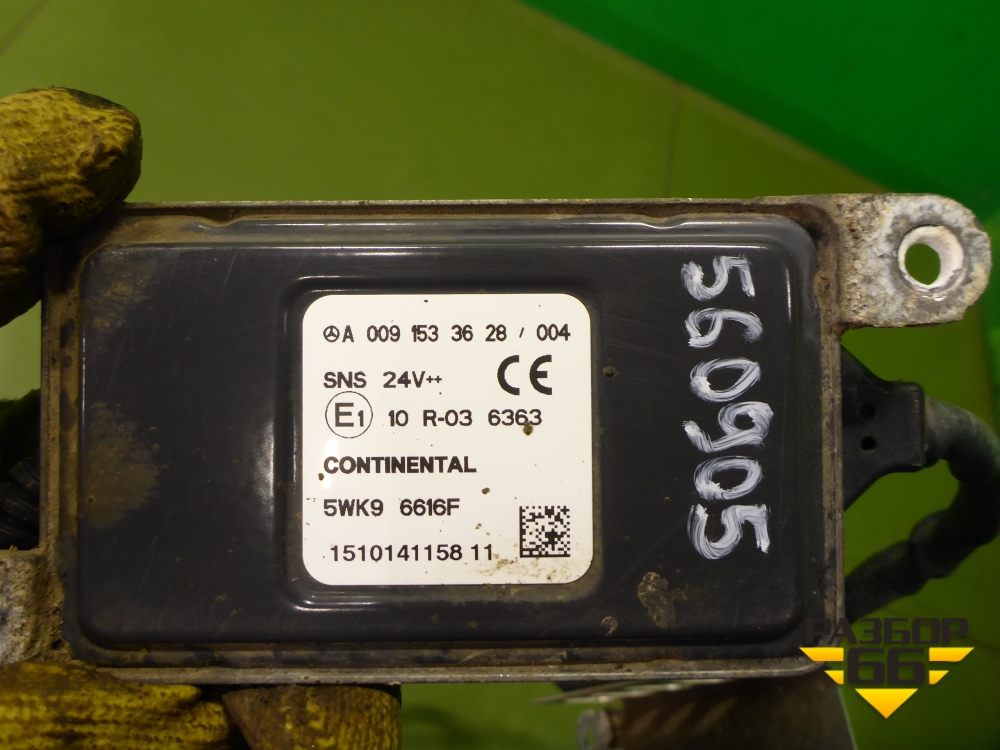 A 009 153 36 28 / 004
SNS 24V++
CE
E1 10 R-03 6363
CONTINENTAL
5WK9 6616F
1510141158 11
560905
РАЗБОР
66